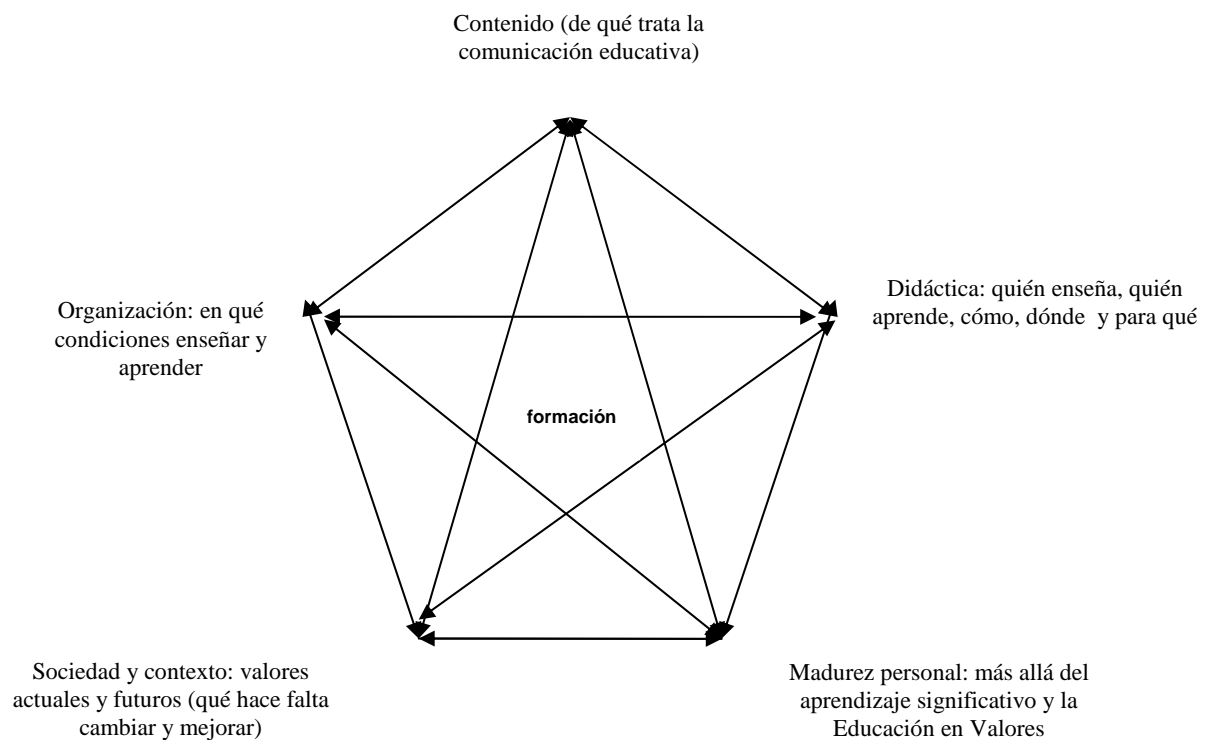 Contenido (de qué trata la
comunicación educativa)
Organización: en qué
condiciones enseñar y
aprender
Didáctica: quién enseña, quién
aprende, cómo, dónde  y para qué
formación
Sociedad y contexto: valores
actuales y futuros (qué hace falta
cambiar y mejorar)
Madurez personal: más allá del
aprendizaje significativo y la
Educación en Valores